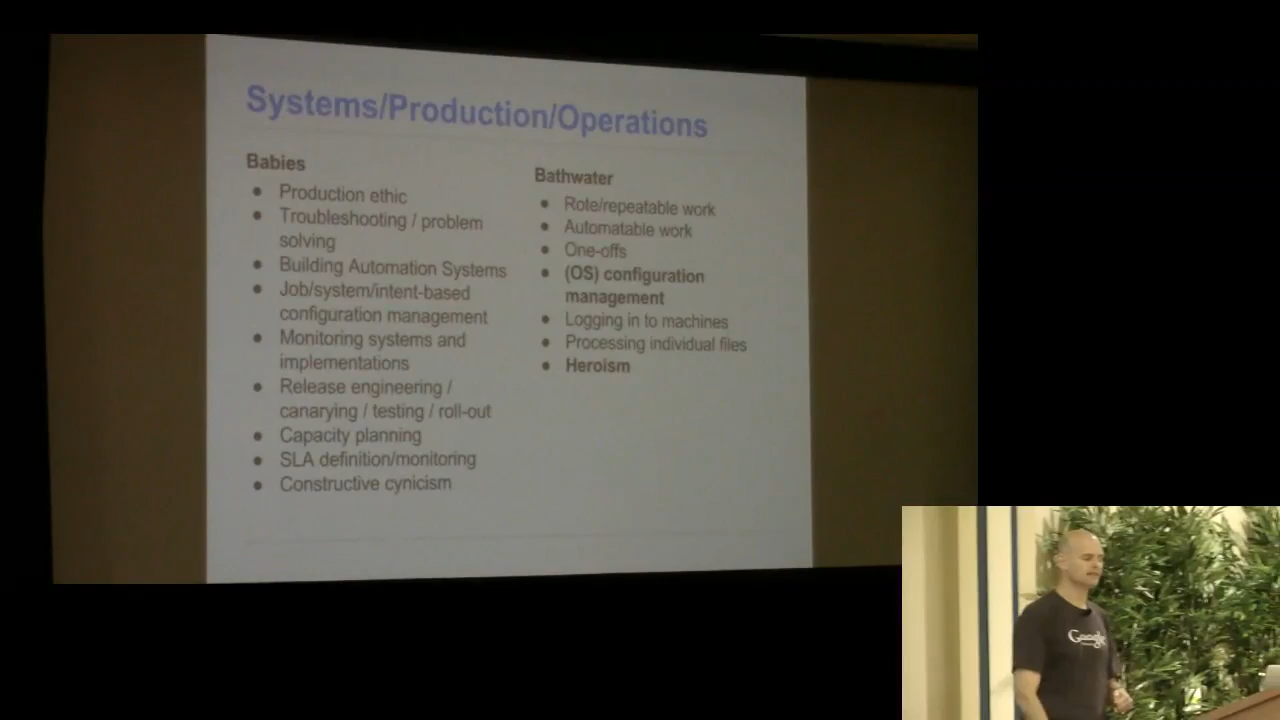 Systems/Production/Operations
Babies
Production ethic
Troubleshooting / problem
solving
Building Automation Systems
Job/system/intent-based
configuration management
Monitoring systems and
implementations
Release engineering /
canarying / testing / roll-out
Capacity planning
SLA definition/monitoring
Constructive cynicism
Bathwater
Rote/repeatable work
Automatable work
One-offs
(OS) configuration
management
Logging in to machines
Processing individual files
Heroism
Google